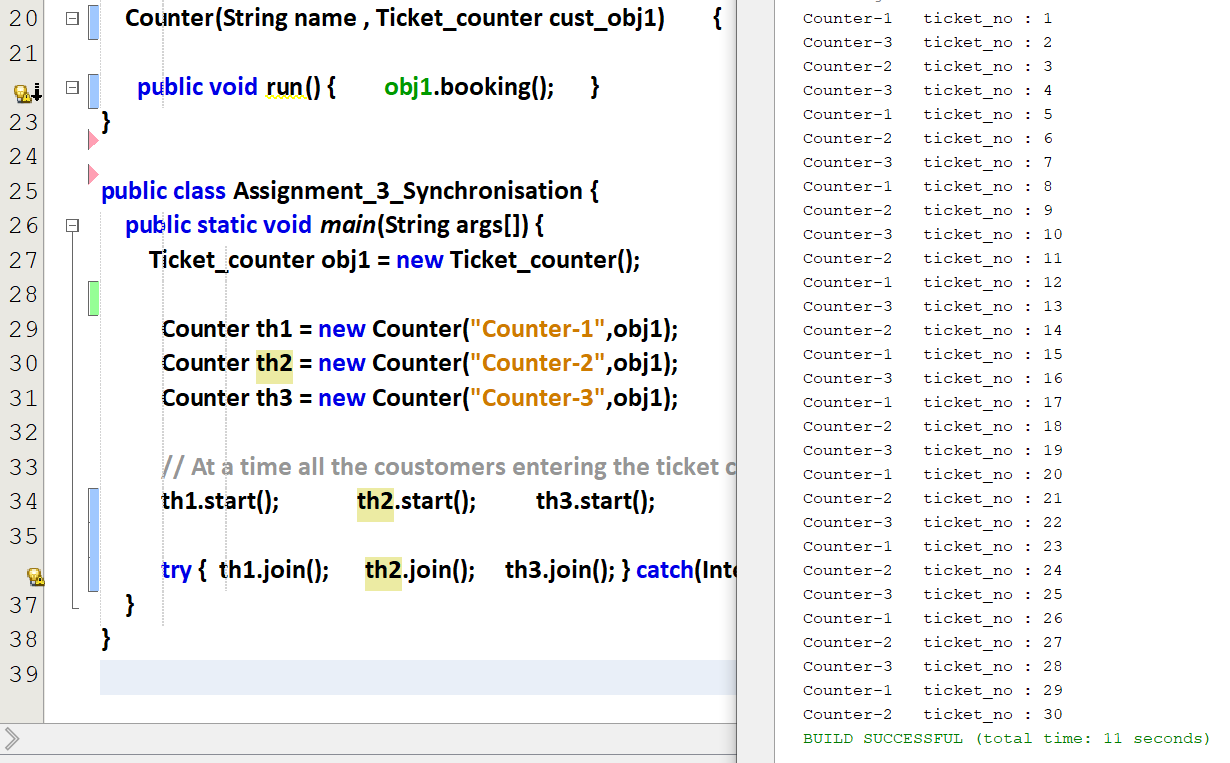 20 Counter(String name , Ticket_counter cust_obj1) {
21
public void run() { obj1.booking(); }
23 }
24
25 public class Assignment_3_Synchronisation {
26 public static void main(String args[]) {
27 Ticket_counter obj1 = new Ticket_counter();
28
29 Counter th1 = new Counter("Counter-1",obj1);
30 Counter th2 = new Counter("Counter-2",obj1);
31 Counter th3 = new Counter("Counter-3",obj1);
32
33 // At a time all the coustomers entering the ticket c
34 th1.start(); th2.start(); th3.start();
35
try { th1.join(); th2.join(); th3.join(); } catch(Inte
37 }
38 }
39
Counter-1 ticket_no : 1
Counter-3 ticket_no : 2
Counter-2 ticket_no : 3
Counter-3 ticket_no : 4
Counter-1 ticket_no : 5
Counter-2 ticket_no : 6
Counter-3 ticket_no : 7
Counter-1 ticket_no : 8
Counter-2 ticket_no : 9
Counter-3 ticket_no : 10
Counter-2 ticket_no : 11
Counter-1 ticket_no : 12
Counter-3 ticket_no : 13
Counter-2 ticket_no : 14
Counter-1 ticket_no : 15
Counter-3 ticket_no : 16
Counter-1 ticket_no : 17
Counter-2 ticket_no : 18
Counter-3 ticket_no : 19
Counter-1 ticket_no : 20
Counter-2 ticket_no : 21
Counter-3 ticket_no : 22
Counter-1 ticket_no : 23
Counter-2 ticket_no : 24
Counter-3 ticket_no : 25
Counter-1 ticket_no : 26
Counter-2 ticket_no : 27
Counter-3 ticket_no : 28
Counter-1 ticket_no : 29
Counter-2 ticket_no : 30
BUILD SUCCESSFUL (total time: 11 seconds)